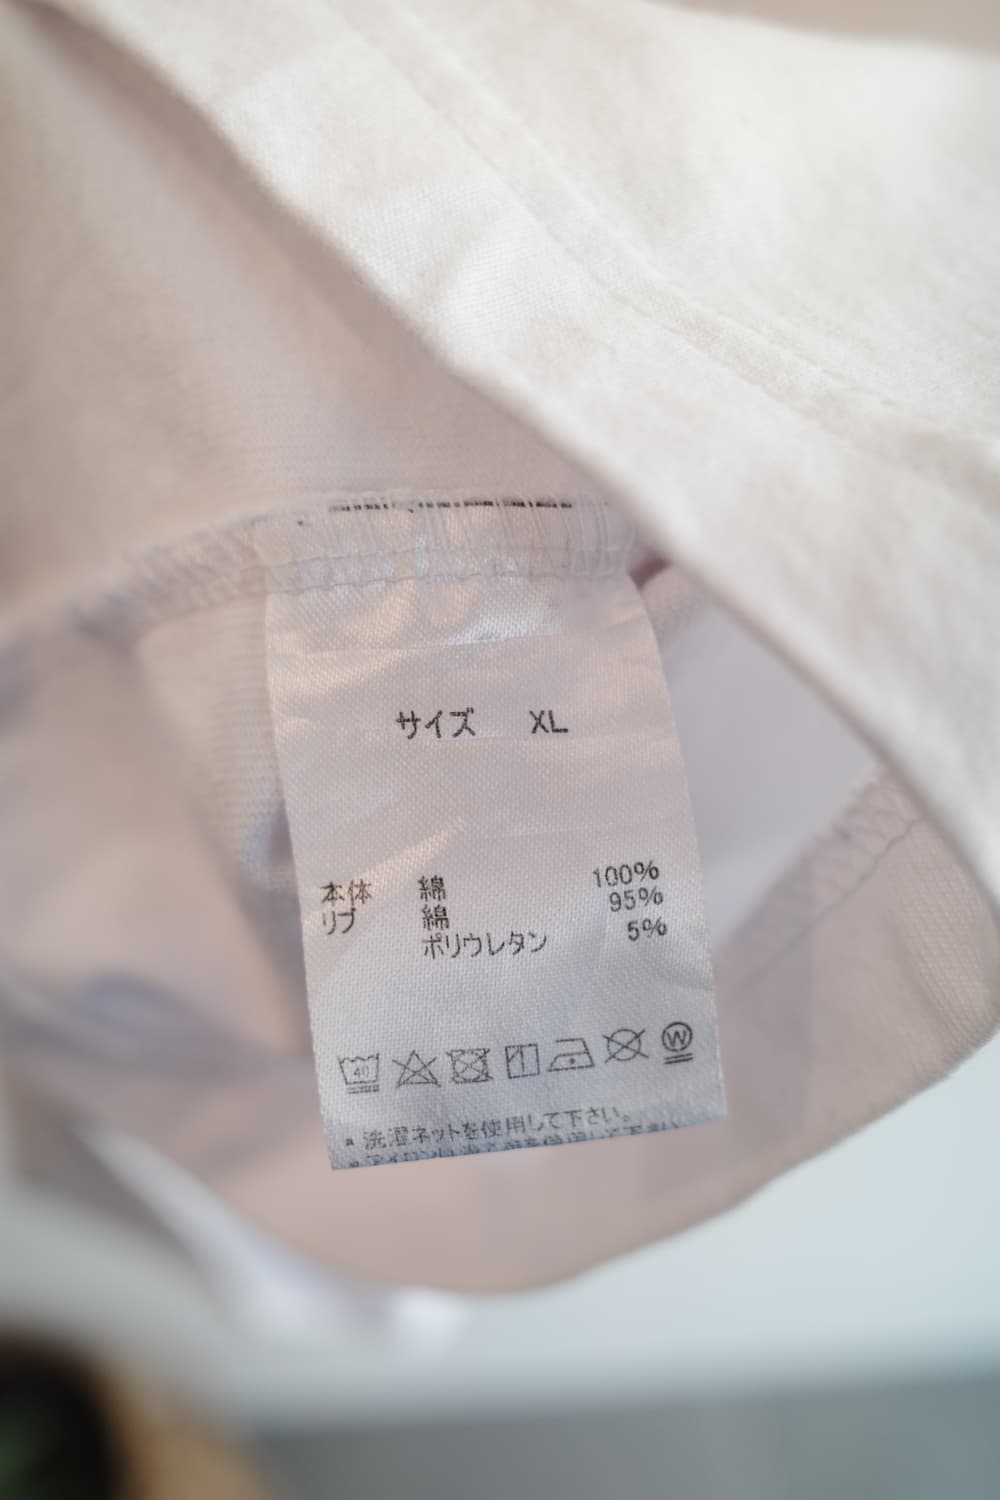 サイズ XL
本体 綿 100%
リブ 綿 95%
ポリウレタン 5%
40
W
* 洗濯ネットを使用して下さい。